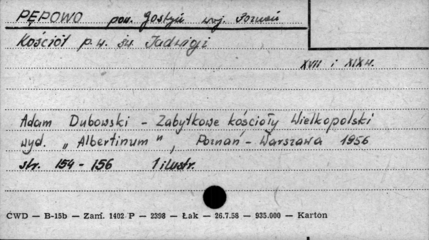 PĘPOWO pow. Gostyń woj. Poznań
Kościół p.w. św. Jadwigi
XVII i XIX w.
Adam Dubowski - Zabytkowe kościoły Wielkopolski
wyd. "Albertinum", Poznań - Warszawa 1956
str. 154 - 156 1 ilustr.
CWD — B-15b — Zam. 1402 P — 2398 — Łak — 26.7.58 — 935.000 — Karton